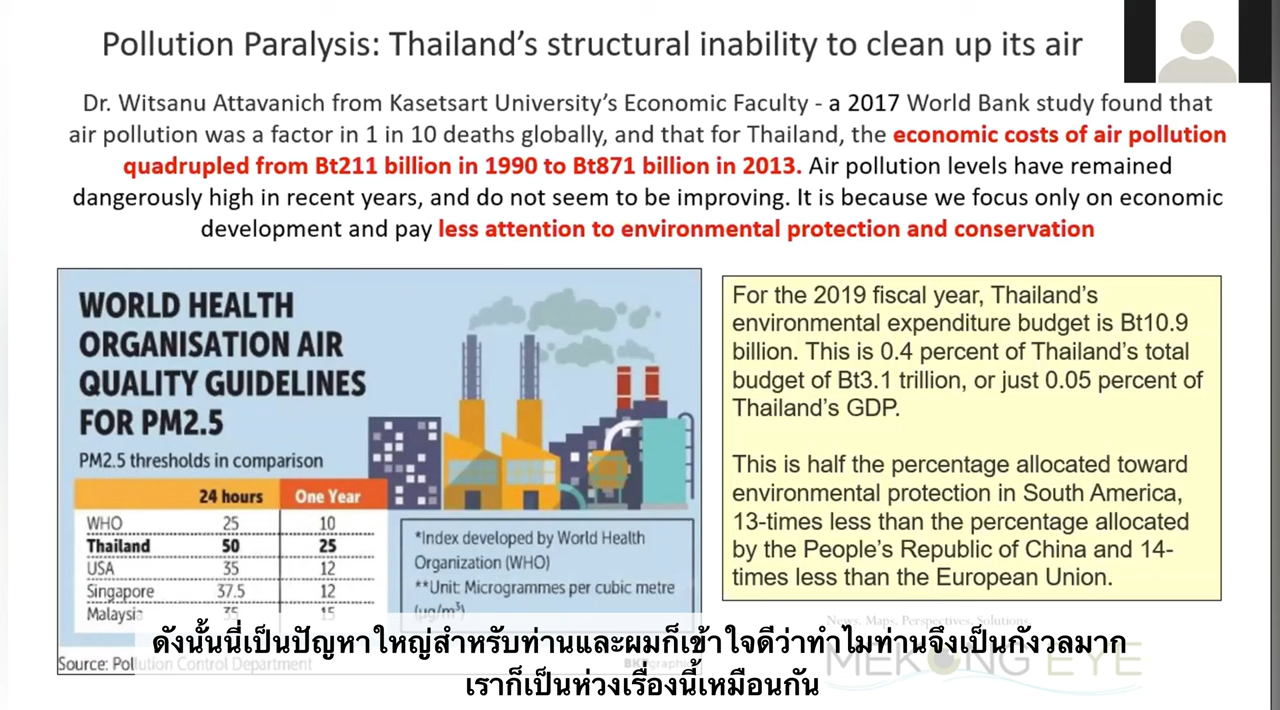 Pollution Paralysis: Thailand's structural inability to clean up its air
Dr. Witsanu Attavanich from Kasetsart University's Economic Faculty - a 2017 World Bank study found that
air pollution was a factor in 1 in 10 deaths globally, and that for Thailand, the economic costs of air pollution
quadrupled from Bt211 billion in 1990 to Bt871 billion in 2013. Air pollution levels have remained
dangerously high in recent years, and do not seem to be improving. It is because we focus only on economic
development and pay less attention to environmental protection and conservation
WORLD HEALTH
ORGANISATION AIR
QUALITY GUIDELINES
FOR PM2.5
PM2.5 thresholds in comparison
24 hours One Year
WHO 25 10
Thailand 50 25
USA 35 12
Singapore 37.5 12
Malaysia 35 15
*Index developed by World Health
Organization (WHO)
**Unit: Microgrammes per cubic metre
(µg/m³)
Source: Pollution Control Department
BKKgraphic
For the 2019 fiscal year, Thailand's
environmental expenditure budget is Bt10.9
billion. This is 0.4 percent of Thailand's total
budget of Bt3.1 trillion, or just 0.05 percent of
Thailand's GDP.
This is half the percentage allocated toward
environmental protection in South America,
13-times less than the percentage allocated
by the People's Republic of China and 14-
times less than the European Union.
News. Maps. Perspectives. Solutions.
MEKONG EYE
ดังนั้นนี่เป็นปัญหาใหญ่สำหรับท่านและผมก็เข้าใจดีว่าทำไมท่านจึงเป็นกังวลมาก
เราก็เป็นห่วงเรื่องนี้เหมือนกัน